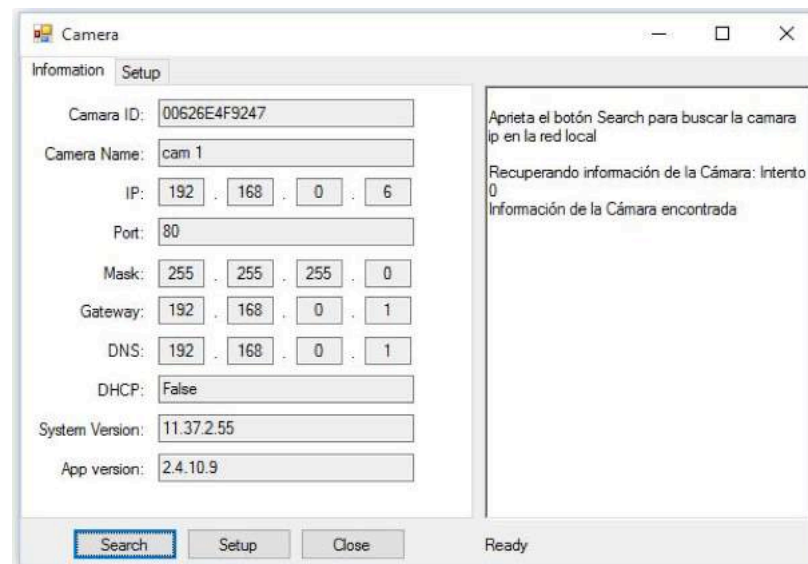 Camera
Information Setup
Camara ID: 00626E4F9247
Camera Name: cam 1
IP: 192 . 168 . 0 . 6
Port: 80
Mask: 255 . 255 . 255 . 0
Gateway: 192 . 168 . 0 . 1
DNS: 192 . 168 . 0 . 1
DHCP: False
System Version: 11.37.2.55
App version: 2.4.10.9
Aprieta el botón Search para buscar la camara
ip en la red local
Recuperando información de la Cámara: Intento
0
Información de la Cámara encontrada
Search Setup Close Ready